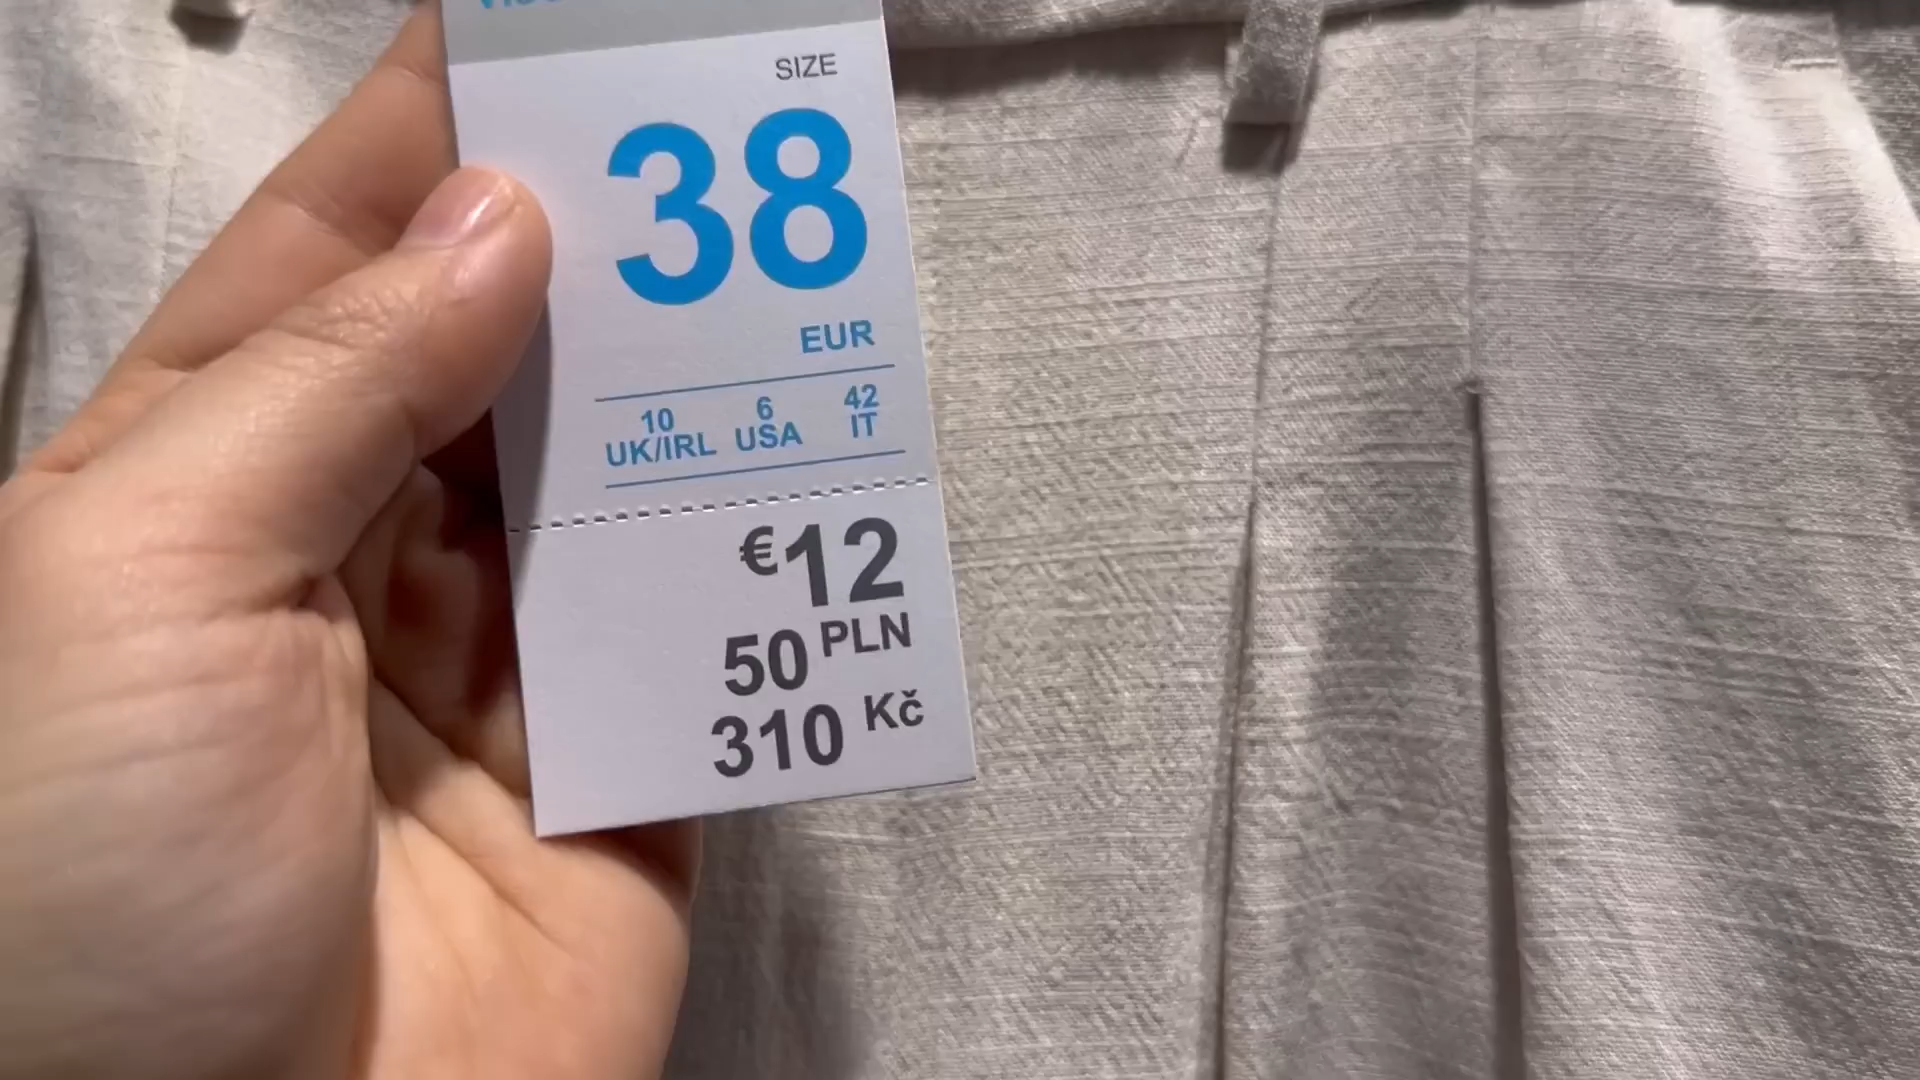 SIZE
38
EUR
10 6 42
UK/IRL USA IT
€12
50 PLN
310 Kč